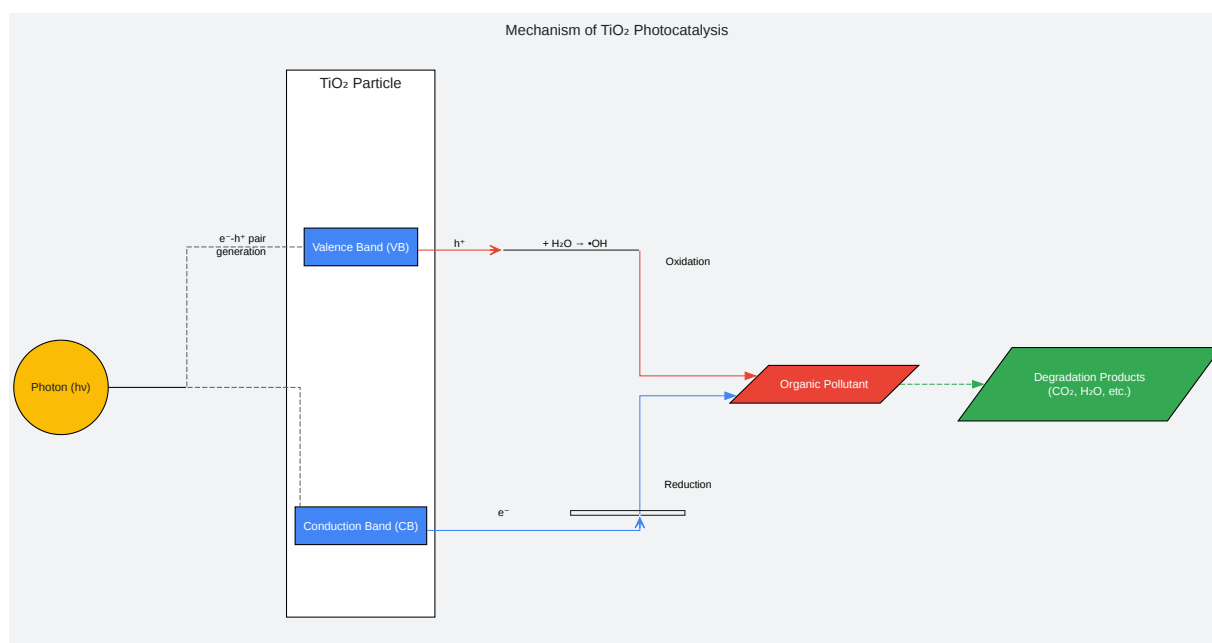 Mechanism of TiO₂ Photocatalysis
TiO₂ Particle
e⁻-h⁺ pair
generation
Valence Band (VB)
h⁺
+ H₂O → •OH
Oxidation
Photon (hν)
Organic Pollutant
Degradation Products
(CO₂, H₂O, etc.)
Reduction
Conduction Band (CB)
e⁻